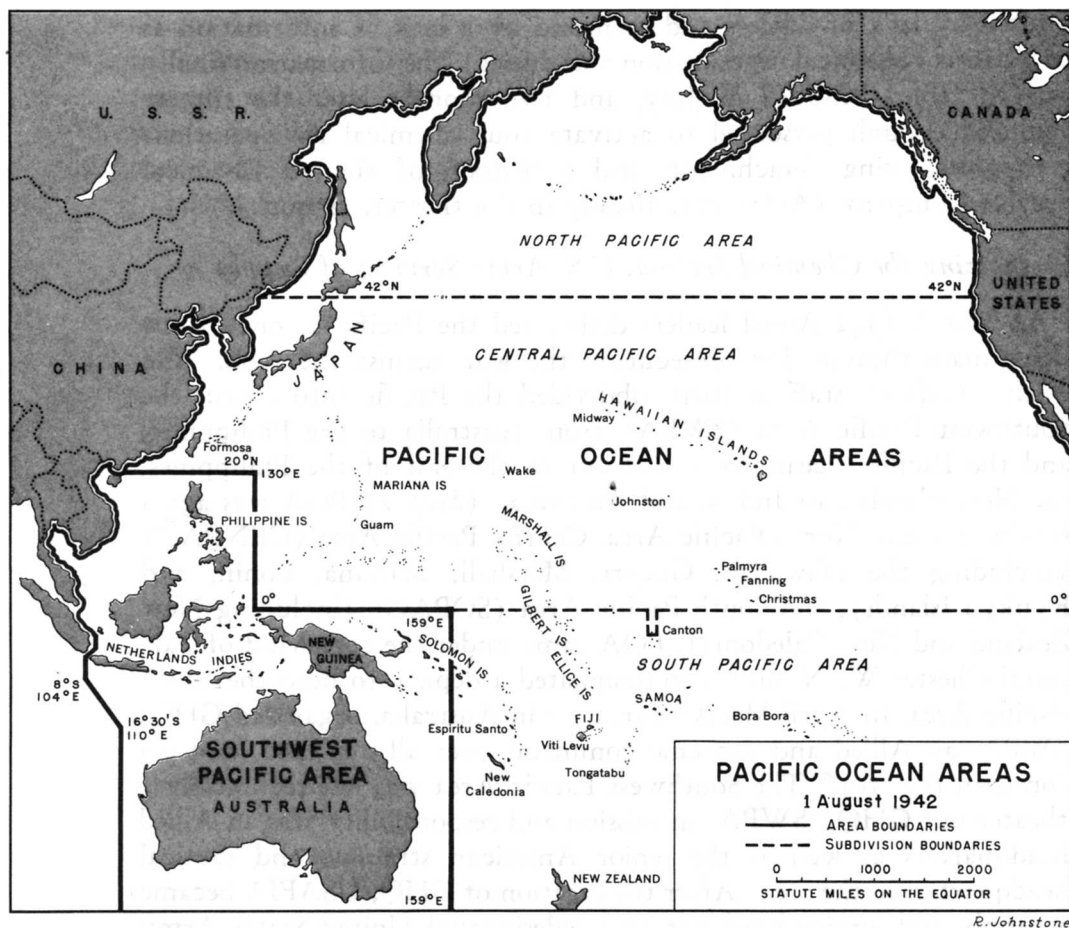 U. S. S. R.
CANADA
NORTH PACIFIC AREA
42°N
42°N
UNITED
STATES
JAPAN
CENTRAL PACIFIC AREA
CHINA
HAWAIIAN ISLANDS
Midway
Formosa
20°N
130°E
PACIFIC OCEAN AREAS
Wake
MARIANA IS
Johnston
PHILIPPINE IS
Guam
MARSHALL IS
Palmyra
Fanning
Christmas
0°
0°
159°E
GILBERT IS
Canton
NEW
GUINEA
SOLOMON IS
NETHERLANDS INDIES
ELLICE IS
SOUTH PACIFIC AREA
8°S
104°E
SAMOA
16°30'S
110°E
FIJI
Bora Bora
Espiritu Santo
Viti Levu
SOUTHWEST
PACIFIC AREA
AUSTRALIA
New
Caledonia
Tongatabu
PACIFIC OCEAN AREAS
1 August 1942
AREA BOUNDARIES
SUBDIVISION BOUNDARIES
0 1000 2000
STATUTE MILES ON THE EQUATOR
NEW ZEALAND
159°E
R. Johnstone